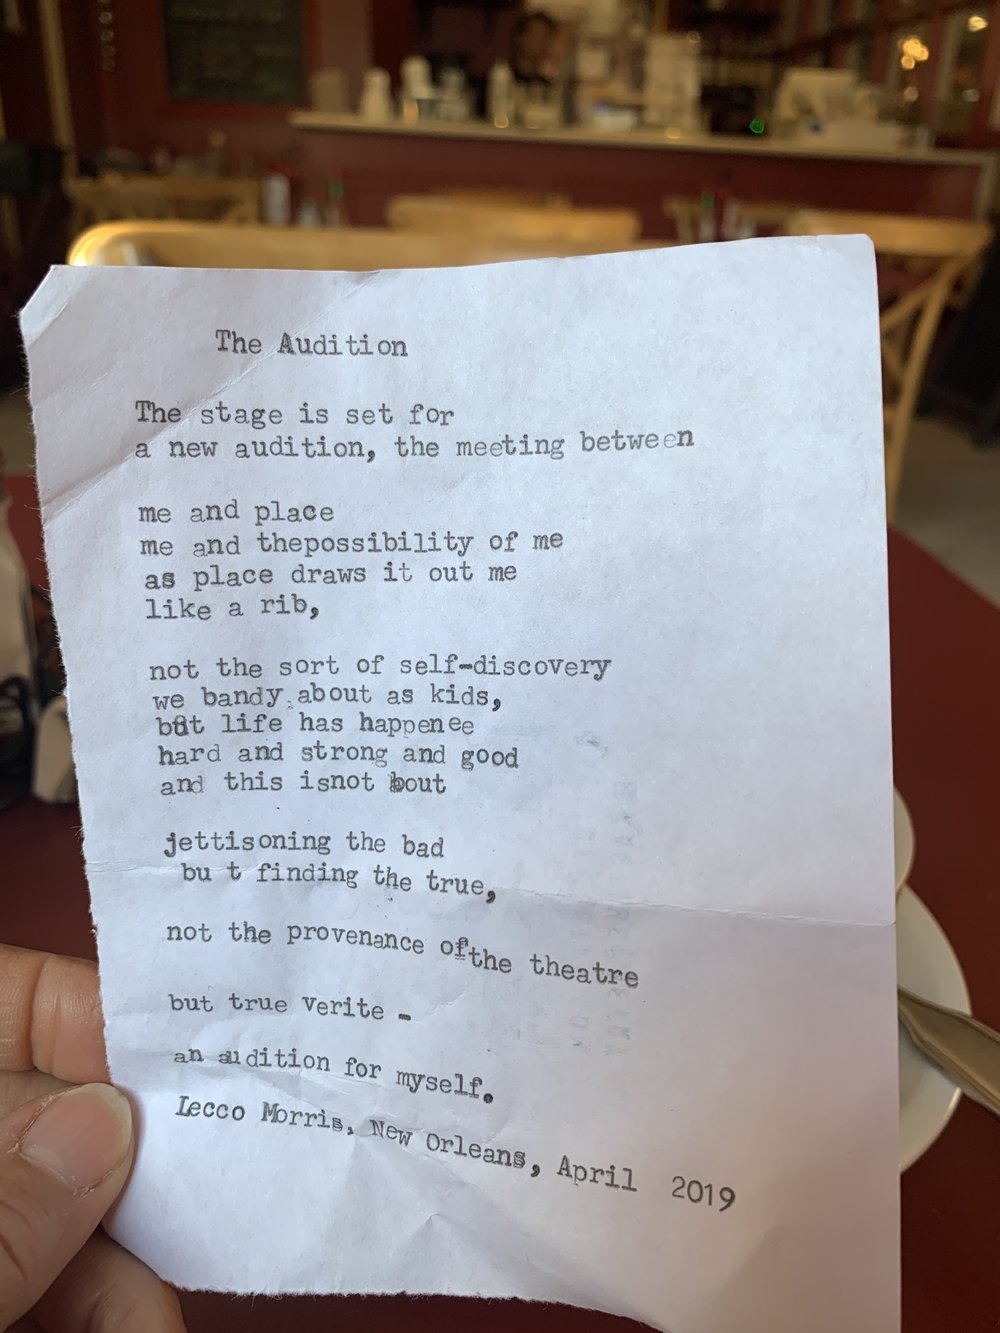 The Audition
The stage is set for
a new audition, the meeting between
me and place
me and thepossibility of me
as place draws it out me
like a rib,
not the sort of self-discovery
we bandy about as kids,
but life has happenee
hard and strong and good
and this isnot bout
jettisoning the bad
bu t finding the true,
not the provenance ofthe theatre
but true verite -
an audition for myself.
Lecco Morris, New Orleans, April 2019